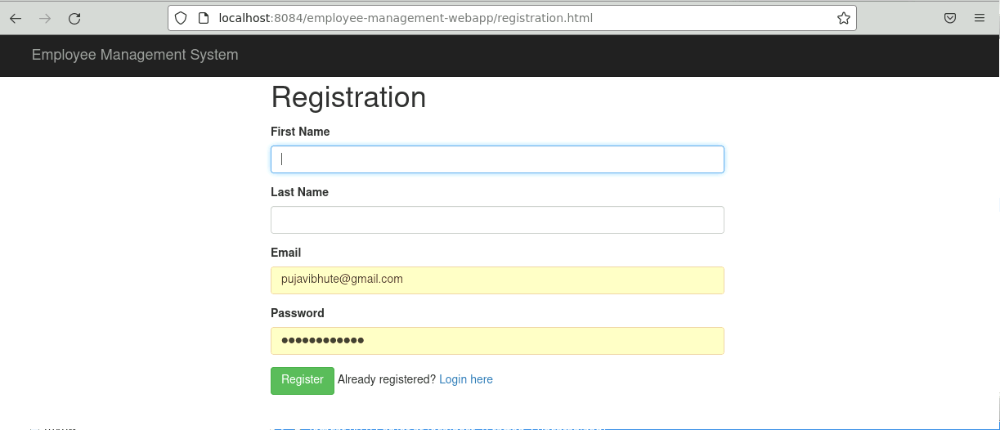 localhost:8084/employee-management-webapp/registration.html
Employee Management System
Registration
First Name
Last Name
Email
pujavibhute@gmail.com
Password
••••••••••••
Register Already registered? Login here